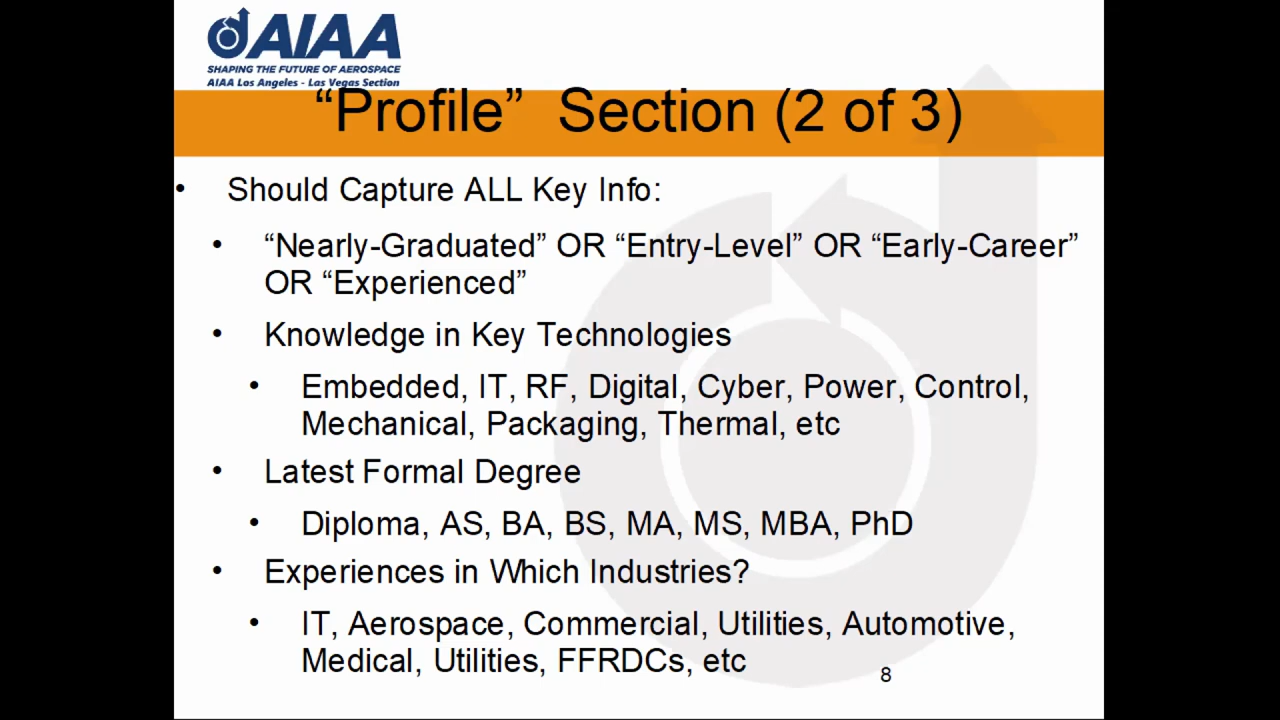 AIAA
SHAPING THE FUTURE OF AEROSPACE
AIAA Los Angeles - Las Vegas Section
“Profile” Section (2 of 3)
• Should Capture ALL Key Info:
• “Nearly-Graduated” OR “Entry-Level” OR “Early-Career”
OR “Experienced”
• Knowledge in Key Technologies
• Embedded, IT, RF, Digital, Cyber, Power, Control,
Mechanical, Packaging, Thermal, etc
• Latest Formal Degree
• Diploma, AS, BA, BS, MA, MS, MBA, PhD
• Experiences in Which Industries?
• IT, Aerospace, Commercial, Utilities, Automotive,
Medical, Utilities, FFRDCs, etc
8